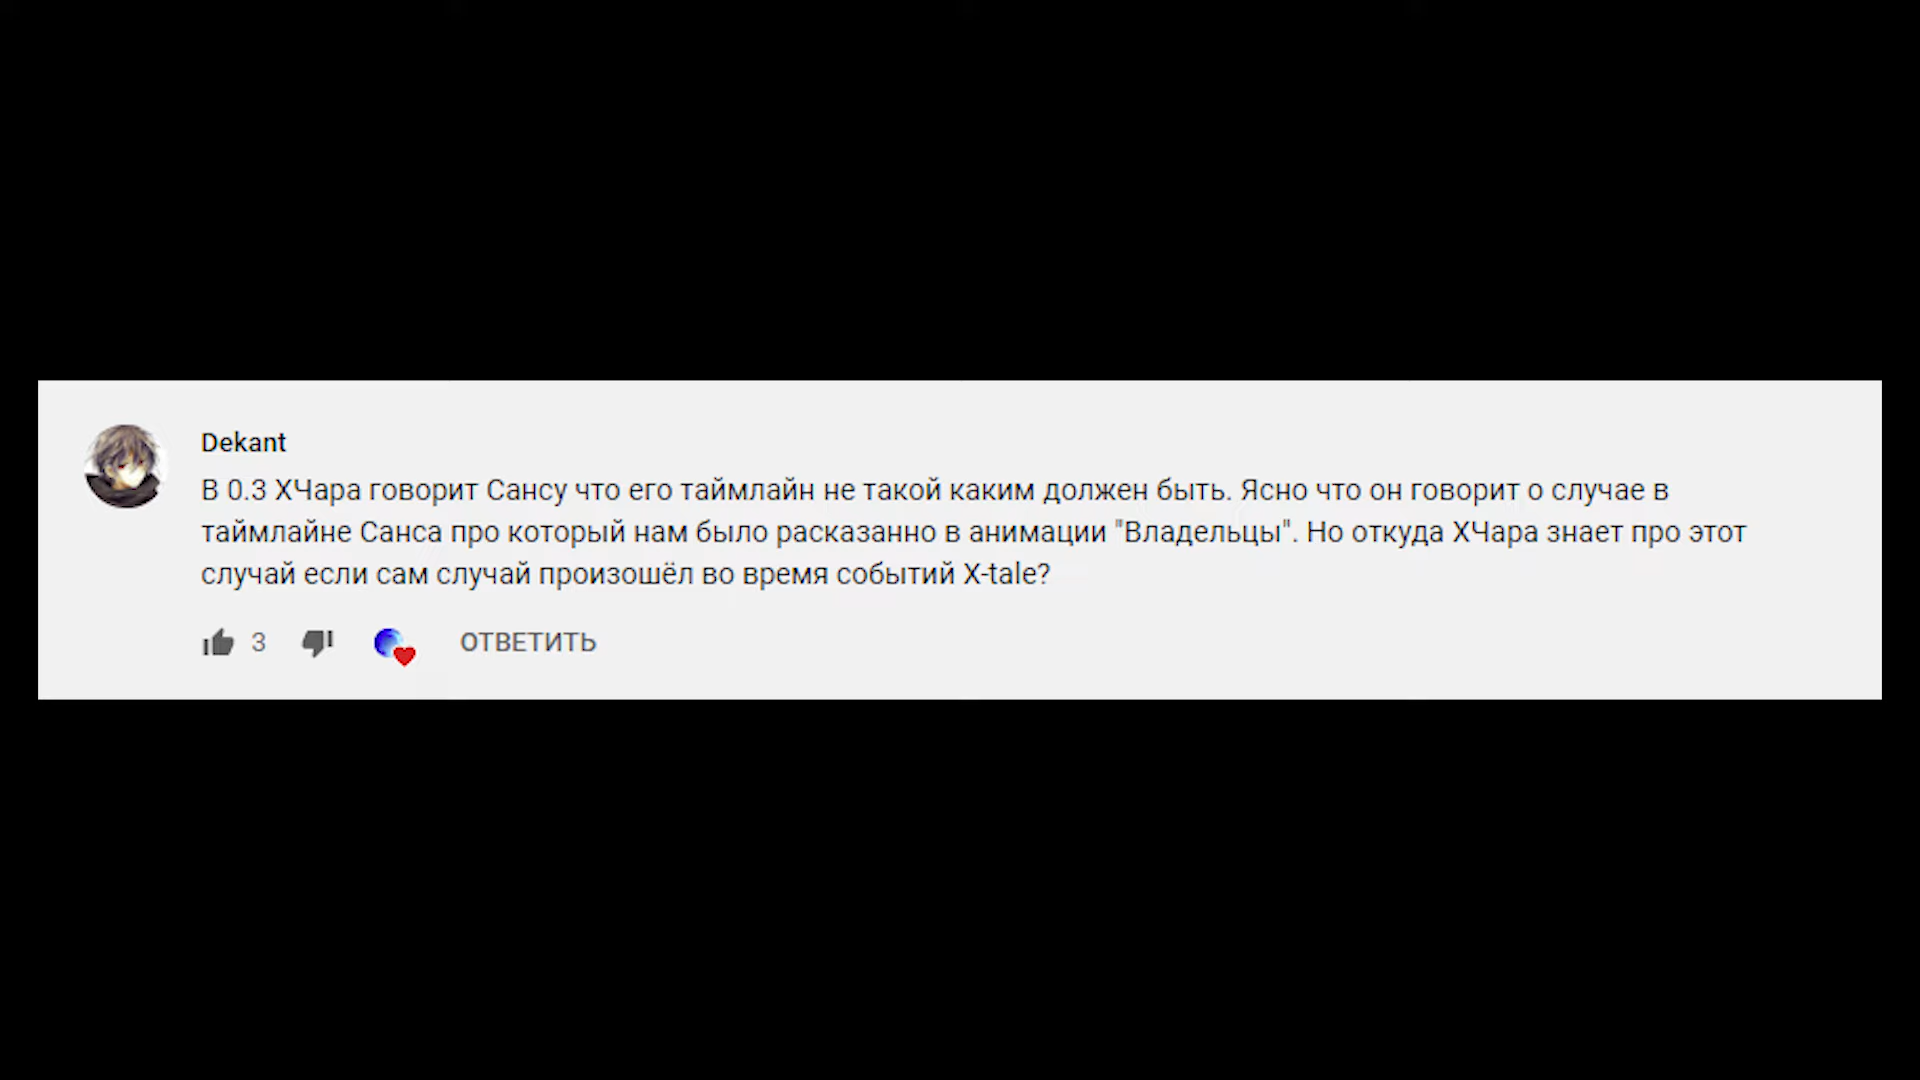 Dekant
В 0.3 ХЧара говорит Сансу что его таймлайн не такой каким должен быть. Ясно что он говорит о случае в
таймлайне Санса про который нам было расказанно в анимации "Владельцы". Но откуда ХЧара знает про этот
случай если сам случай произошёл во время событий X-tale?
3 ОТВЕТИТЬ